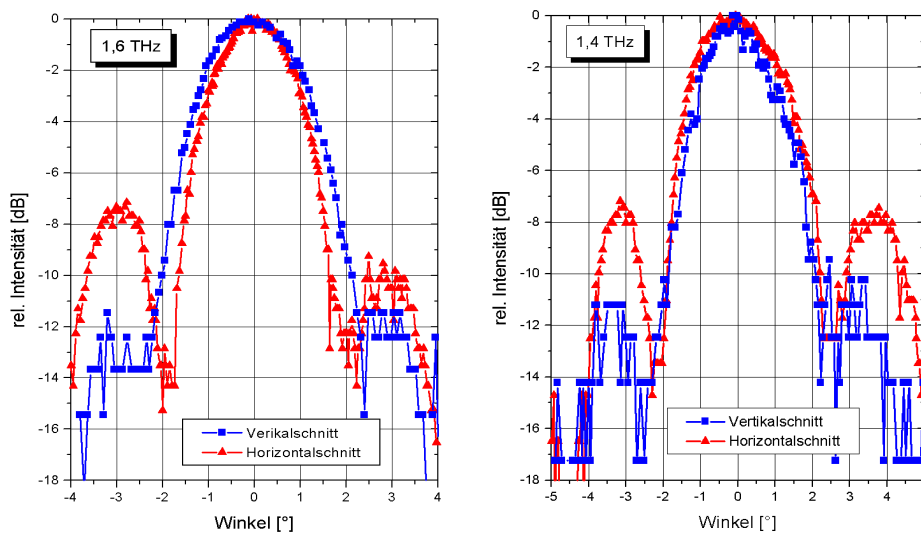 1,6 THz
rel. Intensität [dB]
0
-2
-4
-6
-8
-10
-12
-14
-16
-18
Verikalschnitt
Horizontalschnitt
-4 -3 -2 -1 0 1 2 3 4
Winkel [°]
1,4 THz
rel. Intensität [dB]
0
-2
-4
-6
-8
-10
-12
-14
-16
-18
Vertikalschnitt
Horizontalschnitt
-5 -4 -3 -2 -1 0 1 2 3 4 5
Winkel [°]